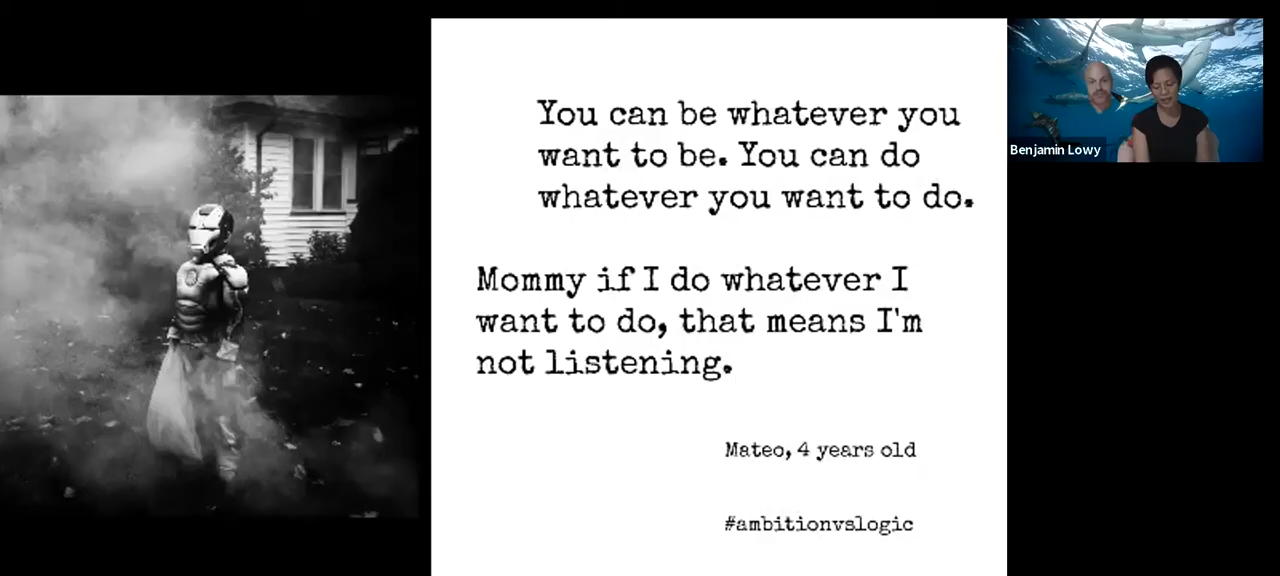 You can be whatever you
want to be. You can do
whatever you want to do.
Mommy if I do whatever I
want to do, that means I'm
not listening.
Mateo, 4 years old
#ambitionvslogic
Benjamin Lowy